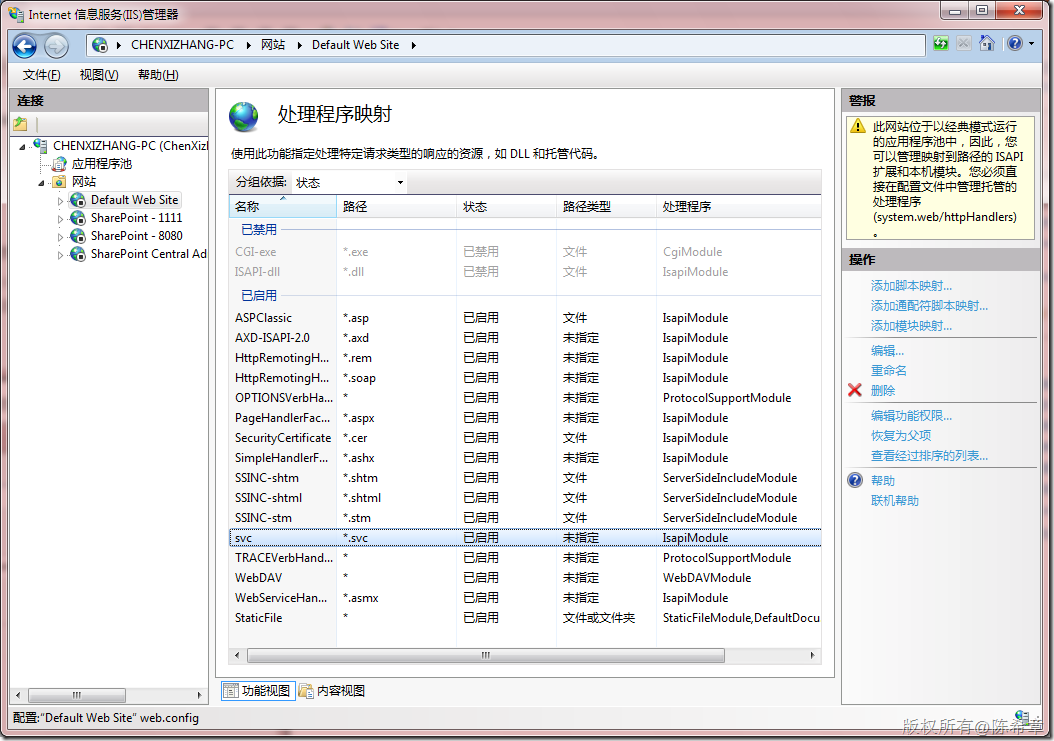 Internet 信息服务(IIS)管理器
CHENXIZHANG-PC 网站 Default Web Site
文件(F) 视图(V) 帮助(H)
连接
CHENXIZHANG-PC (ChenXizl
应用程序池
网站
Default Web Site
SharePoint - 1111
SharePoint - 8080
SharePoint Central Ad
处理程序映射
使用此功能指定处理特定请求类型的响应的资源，如 DLL 和托管代码。
分组依据: 状态
名称 路径 状态 路径类型 处理程序
已禁用
CGI-exe *.exe 已禁用 文件 CgiModule
ISAPI-dll *.dll 已禁用 文件 IsapiModule
已启用
ASPClassic *.asp 已启用 文件 IsapiModule
AXD-ISAPI-2.0 *.axd 已启用 未指定 IsapiModule
HttpRemotingH... *.rem 已启用 未指定 IsapiModule
HttpRemotingH... *.soap 已启用 未指定 IsapiModule
OPTIONSVerbHa... * 已启用 未指定 ProtocolSupportModule
PageHandlerFac... *.aspx 已启用 未指定 IsapiModule
SecurityCertificate *.cer 已启用 文件 IsapiModule
SimpleHandlerF... *.ashx 已启用 未指定 IsapiModule
SSINC-shtm *.shtm 已启用 文件 ServerSideIncludeModule
SSINC-shtml *.shtml 已启用 文件 ServerSideIncludeModule
SSINC-stm *.stm 已启用 文件 ServerSideIncludeModule
svc *.svc 已启用 未指定 IsapiModule
TRACEVerbHand... * 已启用 未指定 ProtocolSupportModule
WebDAV * 已启用 未指定 WebDAVModule
WebServiceHan... *.asmx 已启用 未指定 IsapiModule
StaticFile * 已启用 文件或文件夹 StaticFileModule,DefaultDocu
功能视图 内容视图
警报
此网站位于以经典模式运行
的应用程序池中，因此，您
可以管理映射到路径的 ISAPI
扩展和本机模块。您必须直
接在配置文件中管理托管的
处理程序
(system.web/httpHandlers)
。
操作
添加脚本映射...
添加通配符脚本映射...
添加模块映射...
编辑...
重命名
删除
编辑功能权限...
恢复为父项
查看经过排序的列表...
帮助
联机帮助
配置:“Default Web Site” web.config
版权所有@陈希章